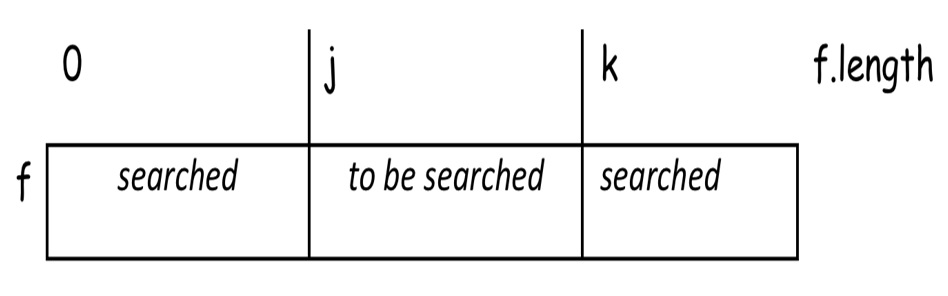 0 j k f.length
f searched to be searched searched